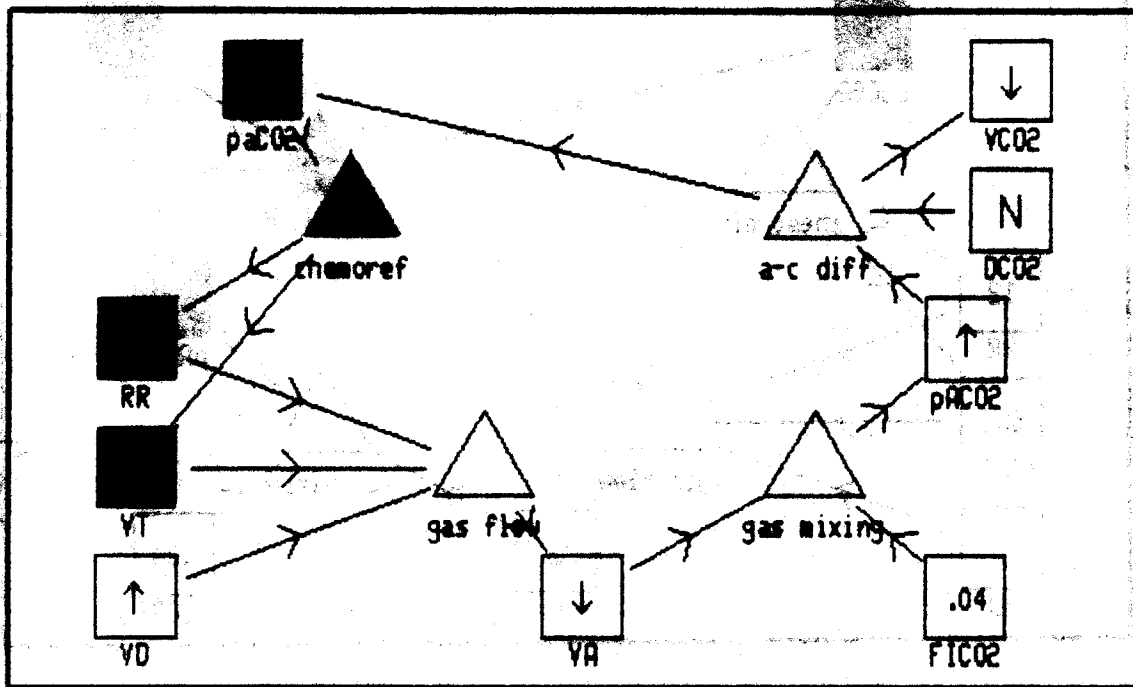 ↓
paCO2
VCO2
N
chemoref
a-c diff
DCO2
↑
RR
pACO2
VT
gas flow
gas mixing
↑
↓
.04
VD
VA
FICO2